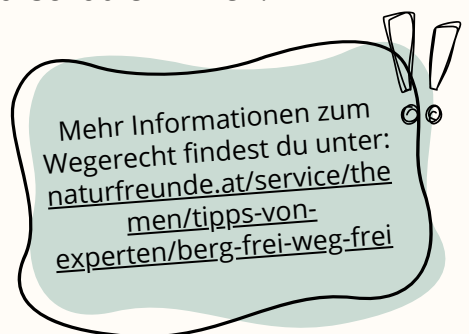 Mehr Informationen zum
Wegerecht findest du unter:
naturfreunde.at/service/the
men/tipps-von-
experten/berg-frei-weg-frei